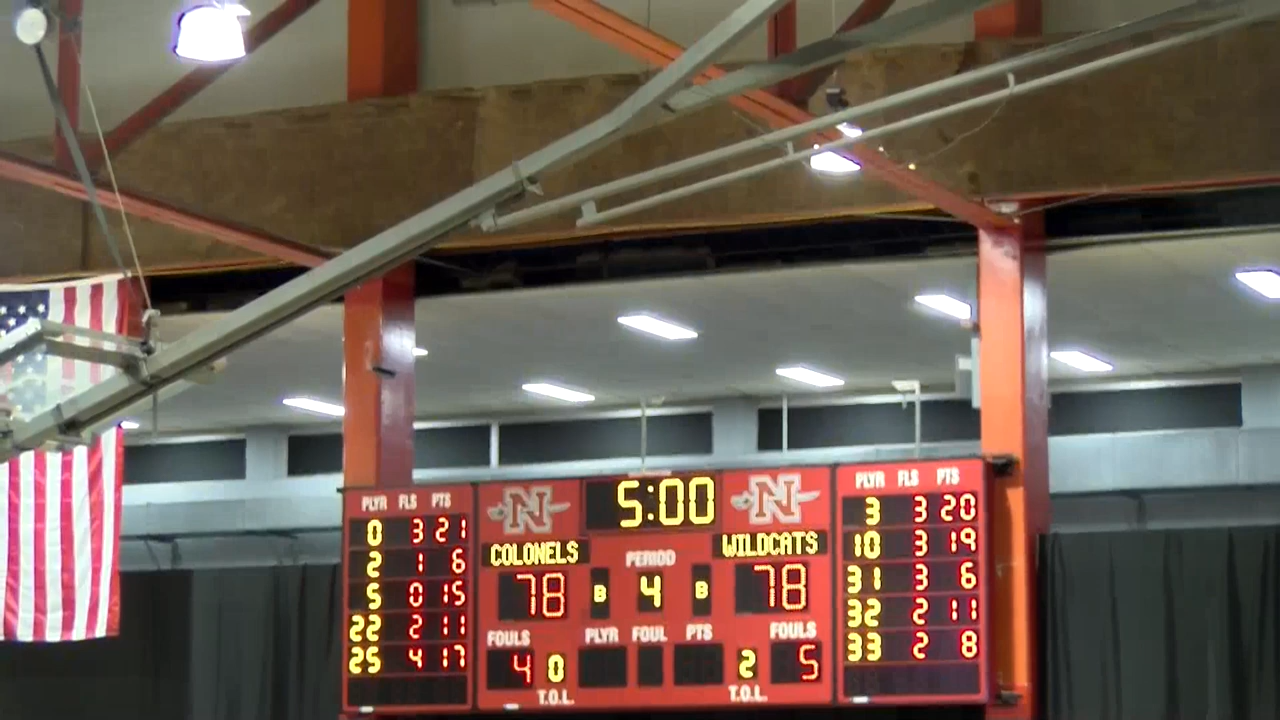 PLYR FLS PTS
0 3 21
2 1 6
5 0 15
22 2 11
25 4 17
N 5:00 N
COLONELS PERIOD WILDCATS
78 B 4 B 78
FOULS PLYR FOUL PTS FOULS
4 0 2 5
T.O.L. T.O.L.
PLYR FLS PTS
3 3 20
10 3 19
31 3 6
32 2 11
33 2 8